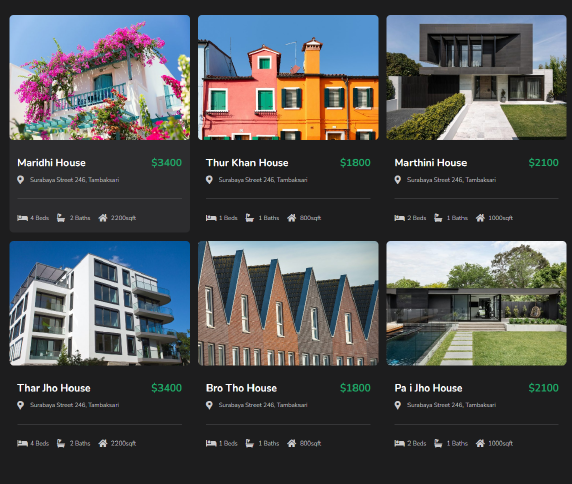 Maridhi House $3400
Surabaya Street 246, Tambaksari
4 Beds 2 Baths 2200sqft
Thur Khan House $1800
Surabaya Street 246, Tambaksari
1 Beds 1 Baths 800sqft
Marthini House $2100
Surabaya Street 246, Tambaksari
2 Beds 1 Baths 1000sqft
Thar Jho House $3400
Surabaya Street 246, Tambaksari
4 Beds 2 Baths 2200sqft
Bro Tho House $1800
Surabaya Street 246, Tambaksari
1 Beds 1 Baths 800sqft
Pa i Jho House $2100
Surabaya Street 246, Tambaksari
2 Beds 1 Baths 1000sqft